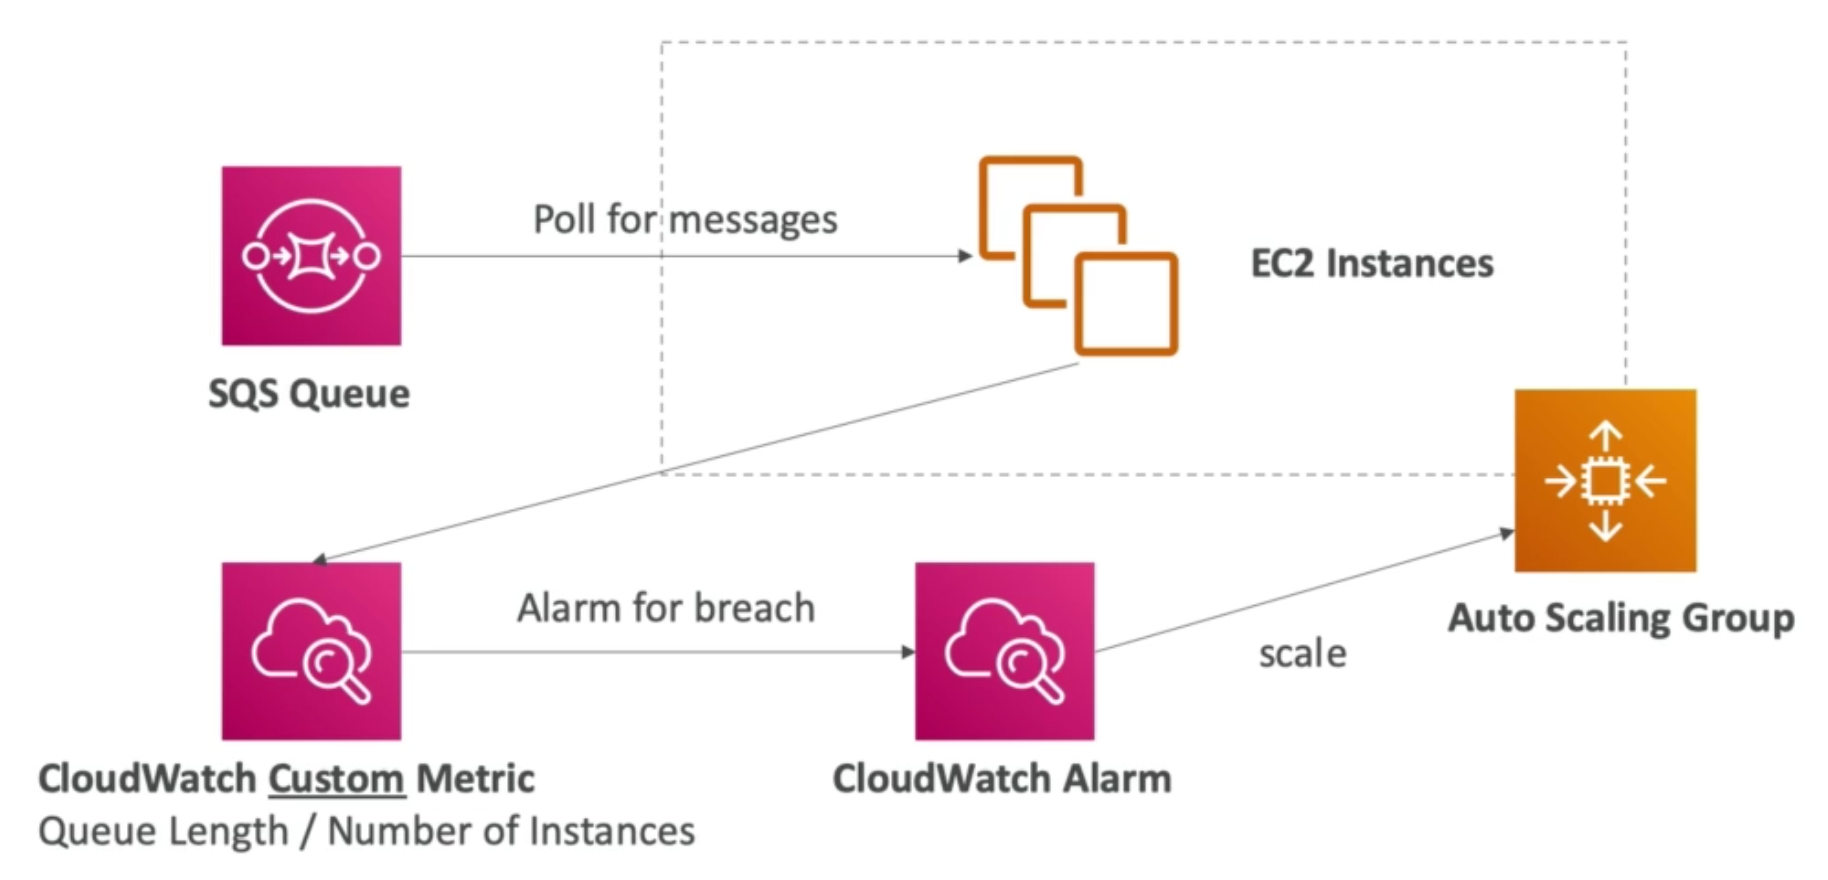 Poll for messages
EC2 Instances
SQS Queue
Alarm for breach
scale
Auto Scaling Group
CloudWatch Custom Metric
Queue Length / Number of Instances
CloudWatch Alarm